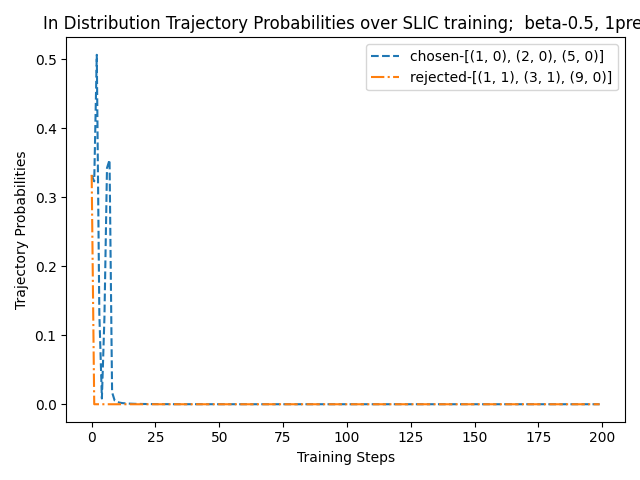 In Distribution Trajectory Probabilities over SLIC training;  beta-0.5, 1pre
chosen-[(1, 0), (2, 0), (5, 0)]
rejected-[(1, 1), (3, 1), (9, 0)]
Trajectory Probabilities
0.5
0.4
0.3
0.2
0.1
0.0
0 25 50 75 100 125 150 175 200
Training Steps